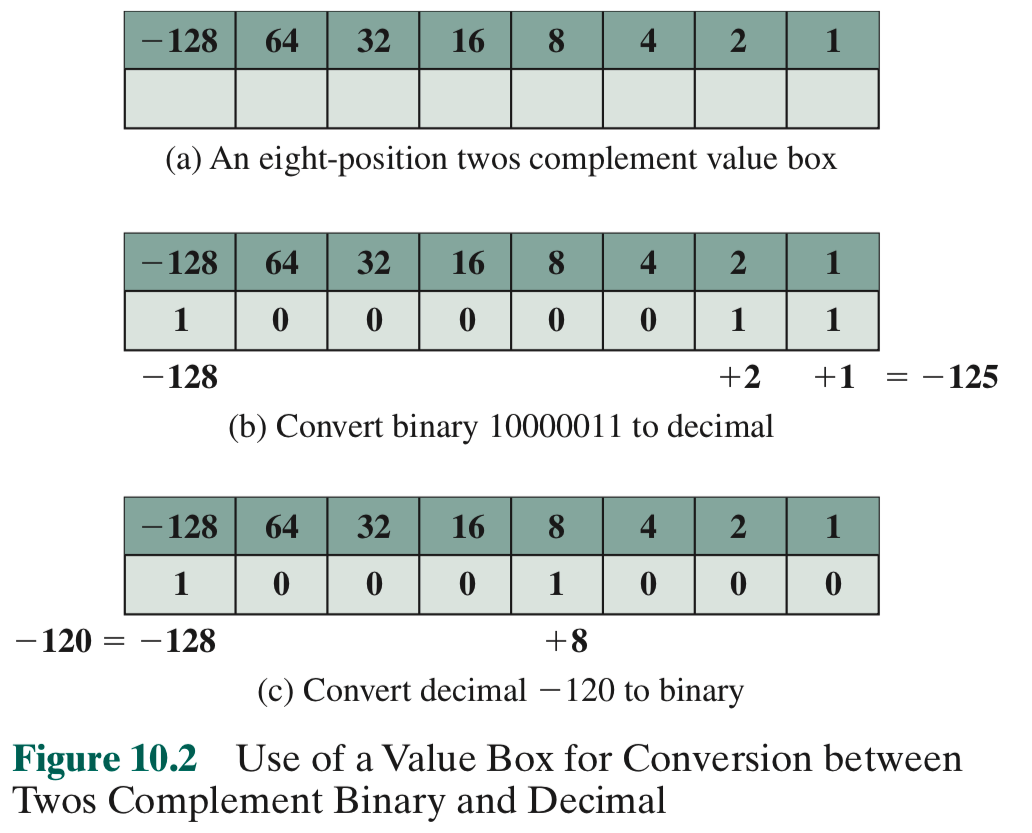 −128 64 32 16 8 4 2 1
(a) An eight-position twos complement value box
−128 64 32 16 8 4 2 1
1 0 0 0 0 0 1 1
−128 +2 +1 = −125
(b) Convert binary 10000011 to decimal
−128 64 32 16 8 4 2 1
1 0 0 0 1 0 0 0
−120 = −128 +8
(c) Convert decimal −120 to binary
Figure 10.2 Use of a Value Box for Conversion between
Twos Complement Binary and Decimal